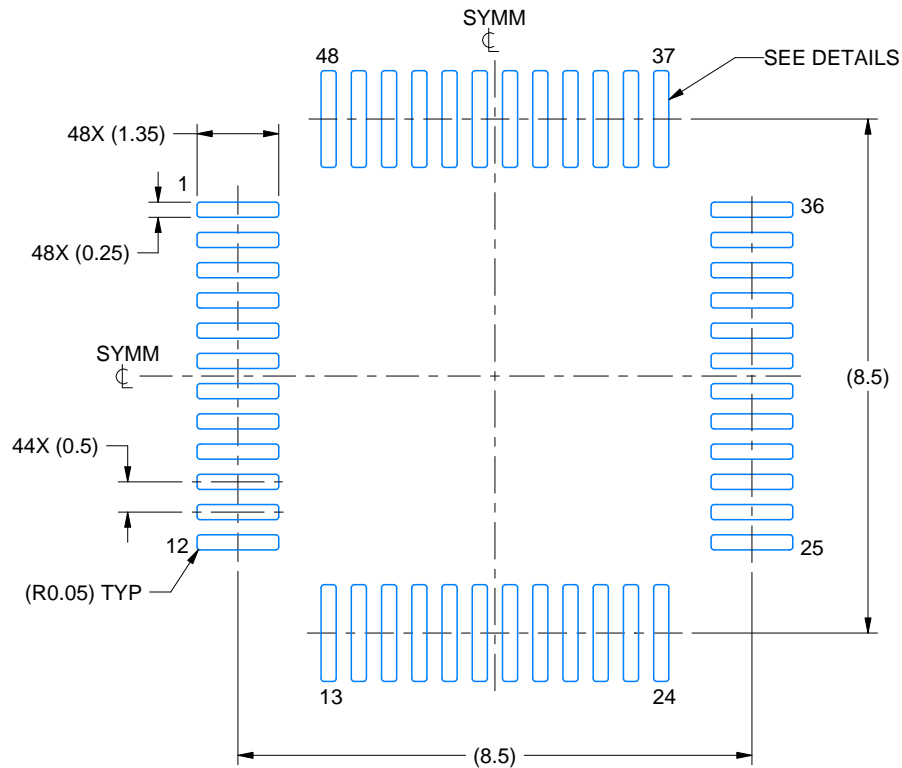 SYMM
℄
48
37
SEE DETAILS
48X (1.35)
1
36
48X (0.25)
SYMM
℄
(8.5)
44X (0.5)
12
25
(R0.05) TYP
13
24
(8.5)